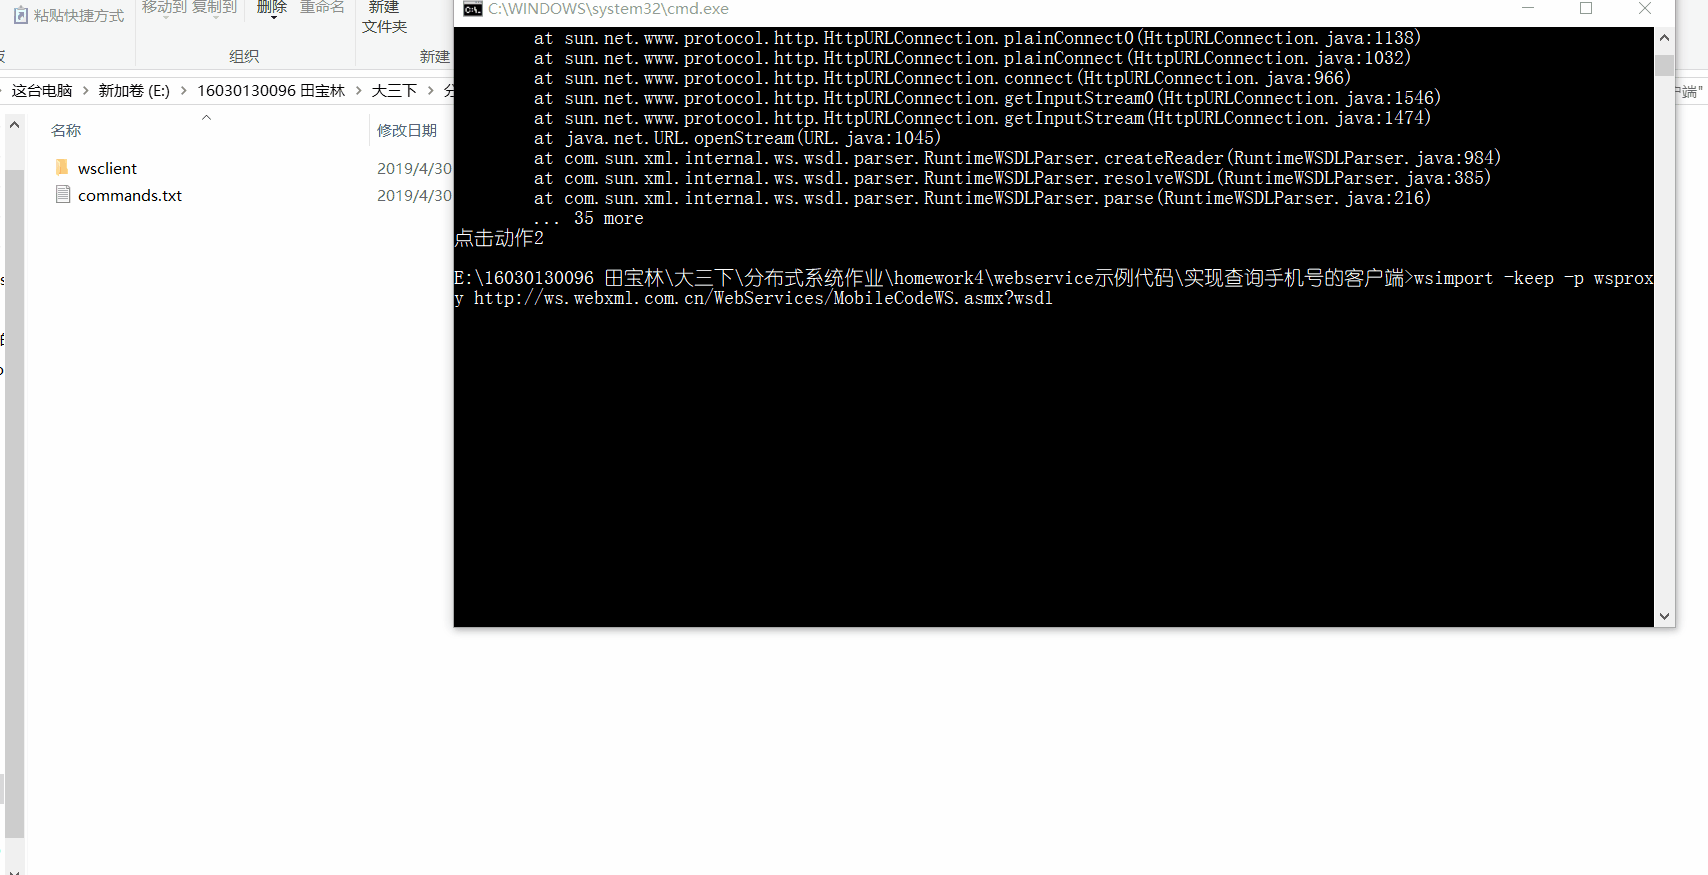 粘贴快捷方式
移动到 复制到
删除 重命名
新建
文件夹
组织
新建
这台电脑 › 新加卷 (E:) › 16030130096 田宝林 › 大三下 ›
名称
修改日期
wsclient
2019/4/30
commands.txt
2019/4/30
C:\WINDOWS\system32\cmd.exe
at sun.net.www.protocol.http.HttpURLConnection.plainConnect0(HttpURLConnection.java:1138)
at sun.net.www.protocol.http.HttpURLConnection.plainConnect(HttpURLConnection.java:1032)
at sun.net.www.protocol.http.HttpURLConnection.connect(HttpURLConnection.java:966)
at sun.net.www.protocol.http.HttpURLConnection.getInputStream0(HttpURLConnection.java:1546)
at sun.net.www.protocol.http.HttpURLConnection.getInputStream(HttpURLConnection.java:1474)
at java.net.URL.openStream(URL.java:1045)
at com.sun.xml.internal.ws.wsdl.parser.RuntimeWSDLParser.createReader(RuntimeWSDLParser.java:984)
at com.sun.xml.internal.ws.wsdl.parser.RuntimeWSDLParser.resolveWSDL(RuntimeWSDLParser.java:385)
at com.sun.xml.internal.ws.wsdl.parser.RuntimeWSDLParser.parse(RuntimeWSDLParser.java:216)
... 35 more
点击动作2
E:\16030130096 田宝林\大三下\分布式系统作业\homework4\webservice示例代码\实现查询手机号的客户端>wsimport -keep -p wsprox
y http://ws.webxml.com.cn/WebServices/MobileCodeWS.asmx?wsdl
端"